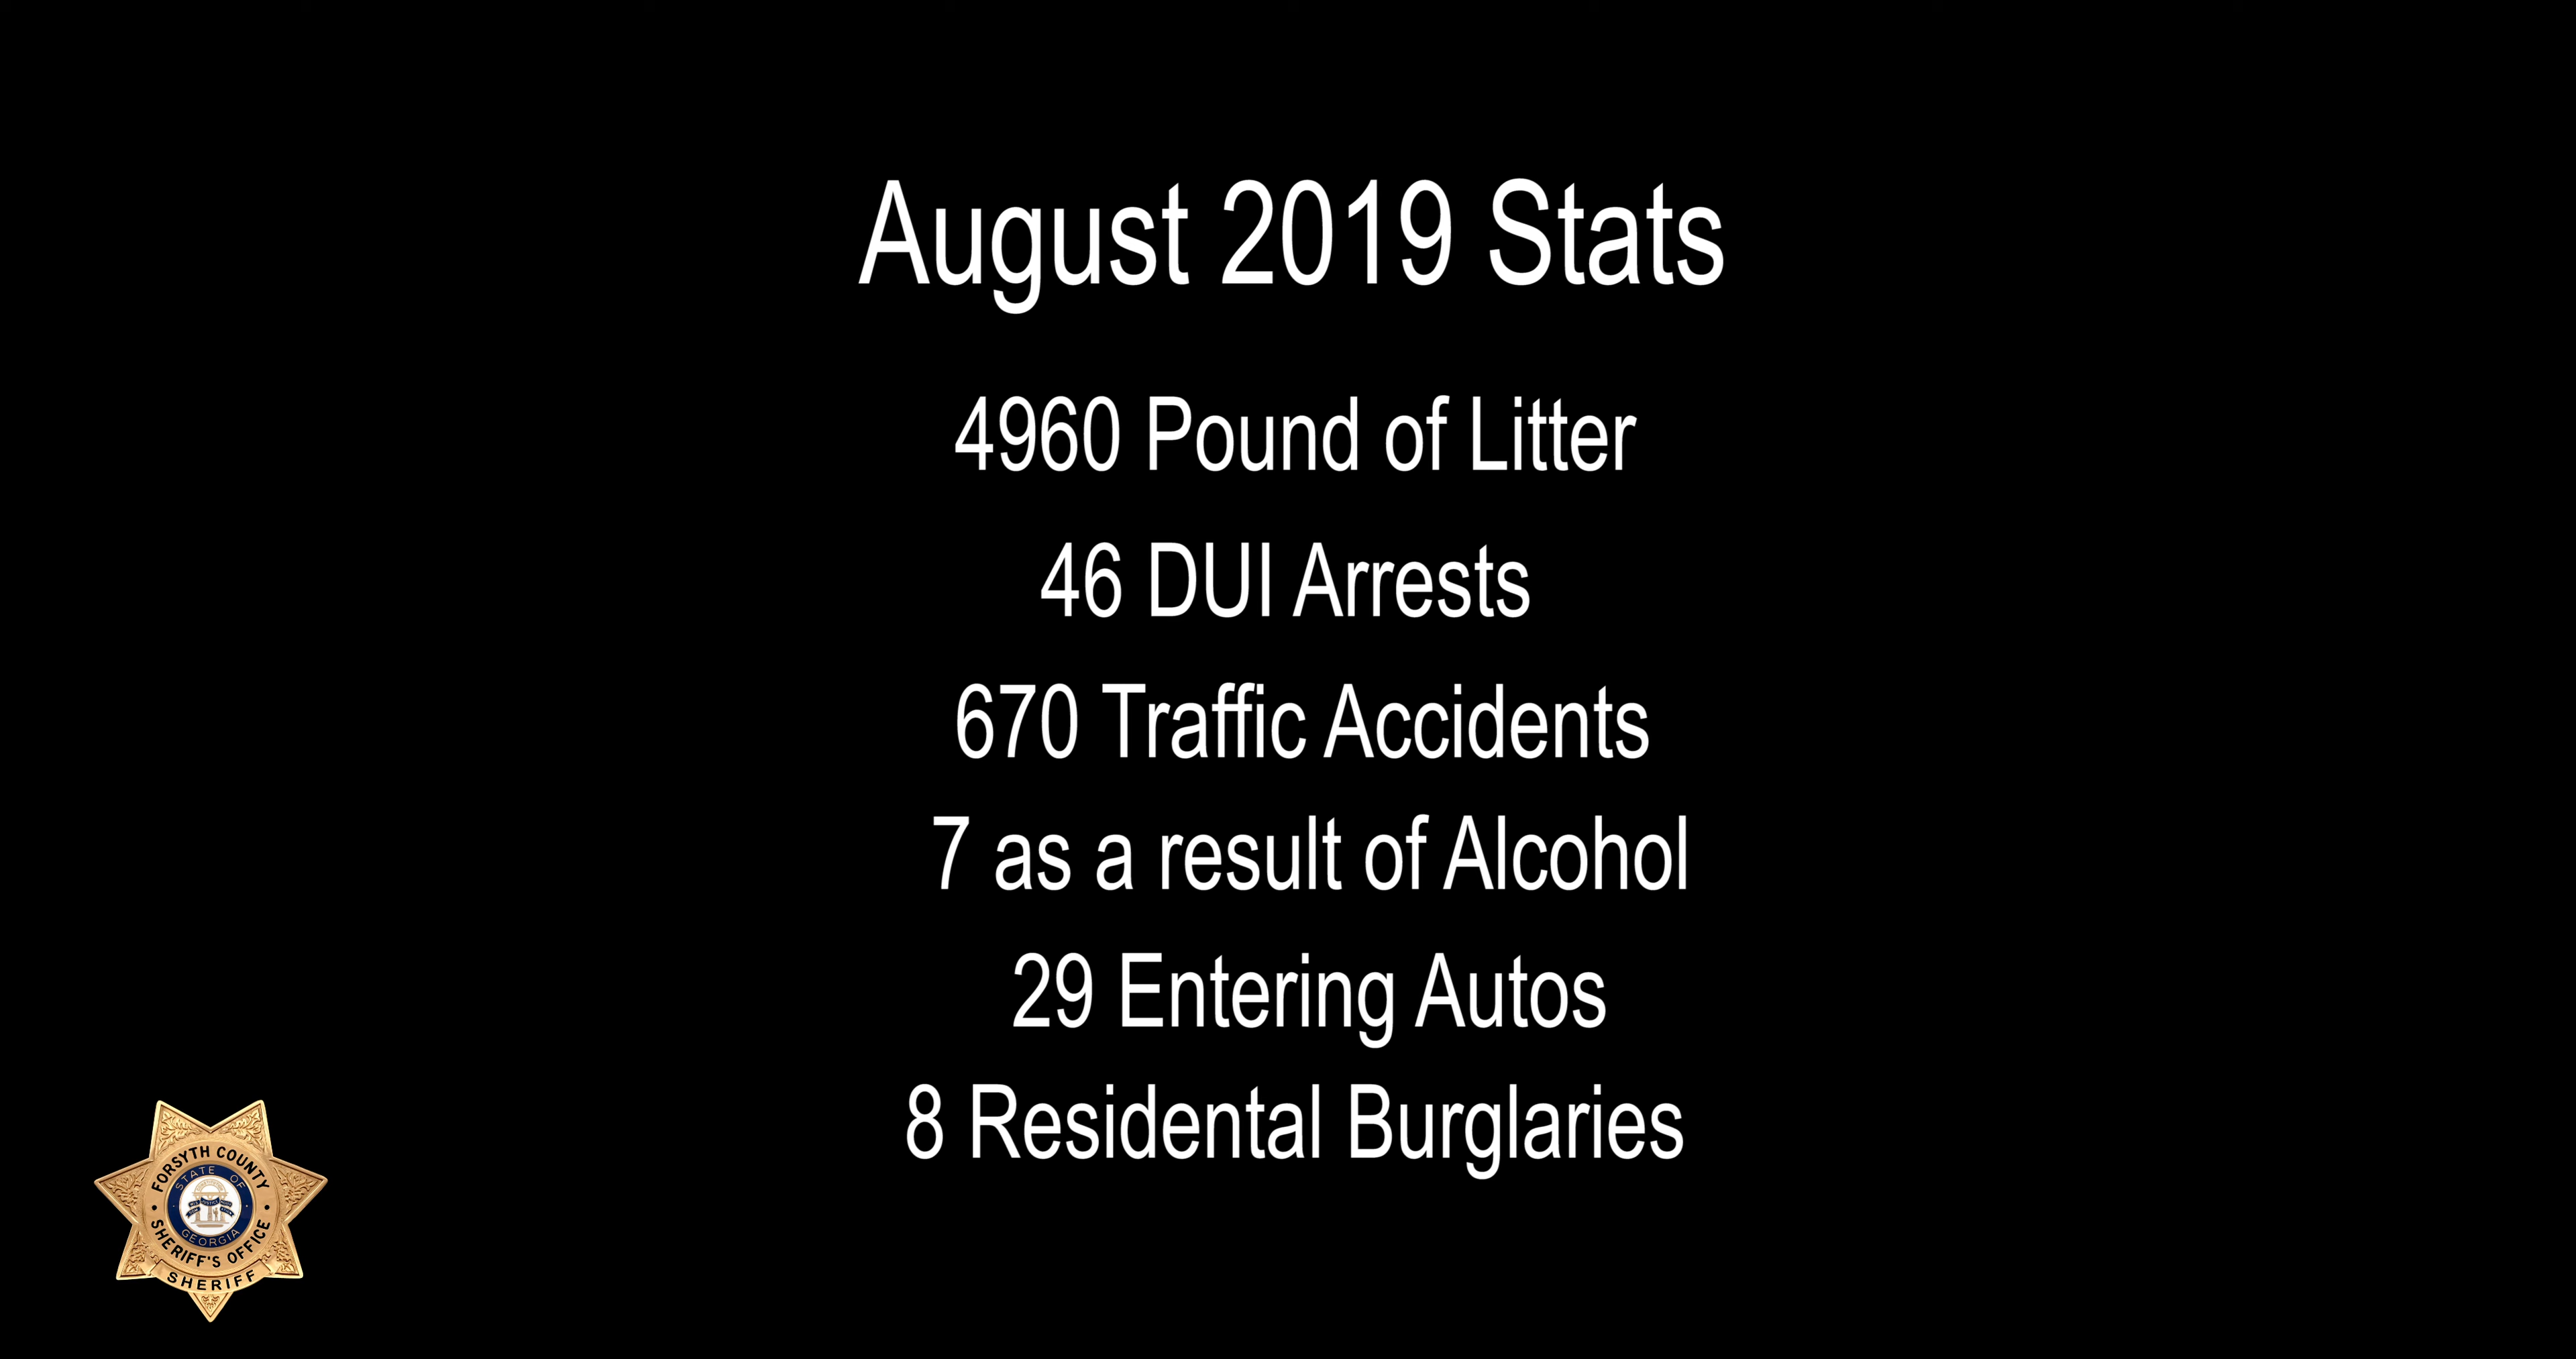 August 2019 Stats
4960 Pound of Litter
46 DUI Arrests
670 Traffic Accidents
7 as a result of Alcohol
29 Entering Autos
8 Residental Burglaries
FORSYTH COUNTY
STATE OF
GEORGIA
SHERIFF'S OFFICE
SHERIFF